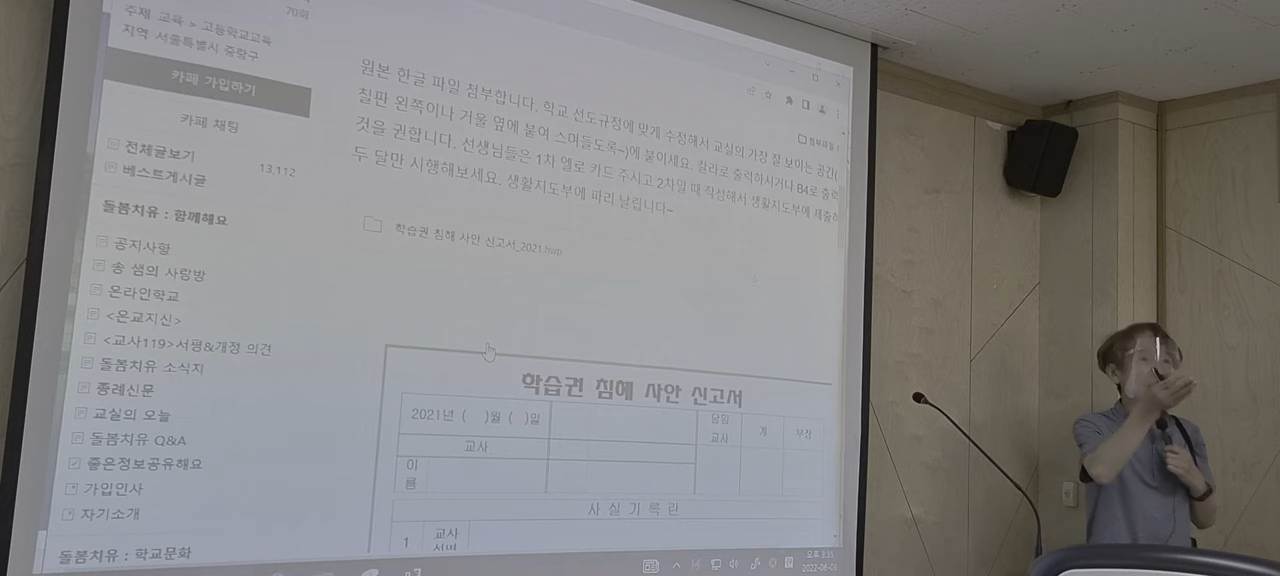 70회
주제 교육 > 고등학교교육
지역 서울특별시 중랑구
카페 가입하기
카페 채팅
전체글보기 13,112
베스트게시글
돌봄치유 : 함께해요
공지사항
송 샘의 사랑방
온라인학교
<온교지신>
<교사119>서평&개정 의견
돌봄치유 소식지
종례신문
교실의 오늘
돌봄치유 Q&A
좋은정보공유해요
가입인사
자기소개
돌봄치유 : 학교문화
첨부파일
원본 한글 파일 첨부합니다. 학교 선도규정에 맞게 수정해서 교실의 가장 잘 보이는 공간(
칠판 왼쪽이나 거울 옆에 붙여 스며들도록~)에 붙이세요. 칼라로 출력하시거나 B4로 출력
것을 권합니다. 선생님들은 1차 옐로 카드 주시고 2차일 때 작성해서 생활지도부에 제출하
두 달만 시행해보세요. 생활지도부에 파리 날립니다~
학습권 침해 사안 신고서_2021.hwp
학습권 침해 사안 신고서
2021년 ( )월 ( )일
담임
교사
계
부장
교사
이
름
사 실 기 록 란
1
교사
오후 3:35